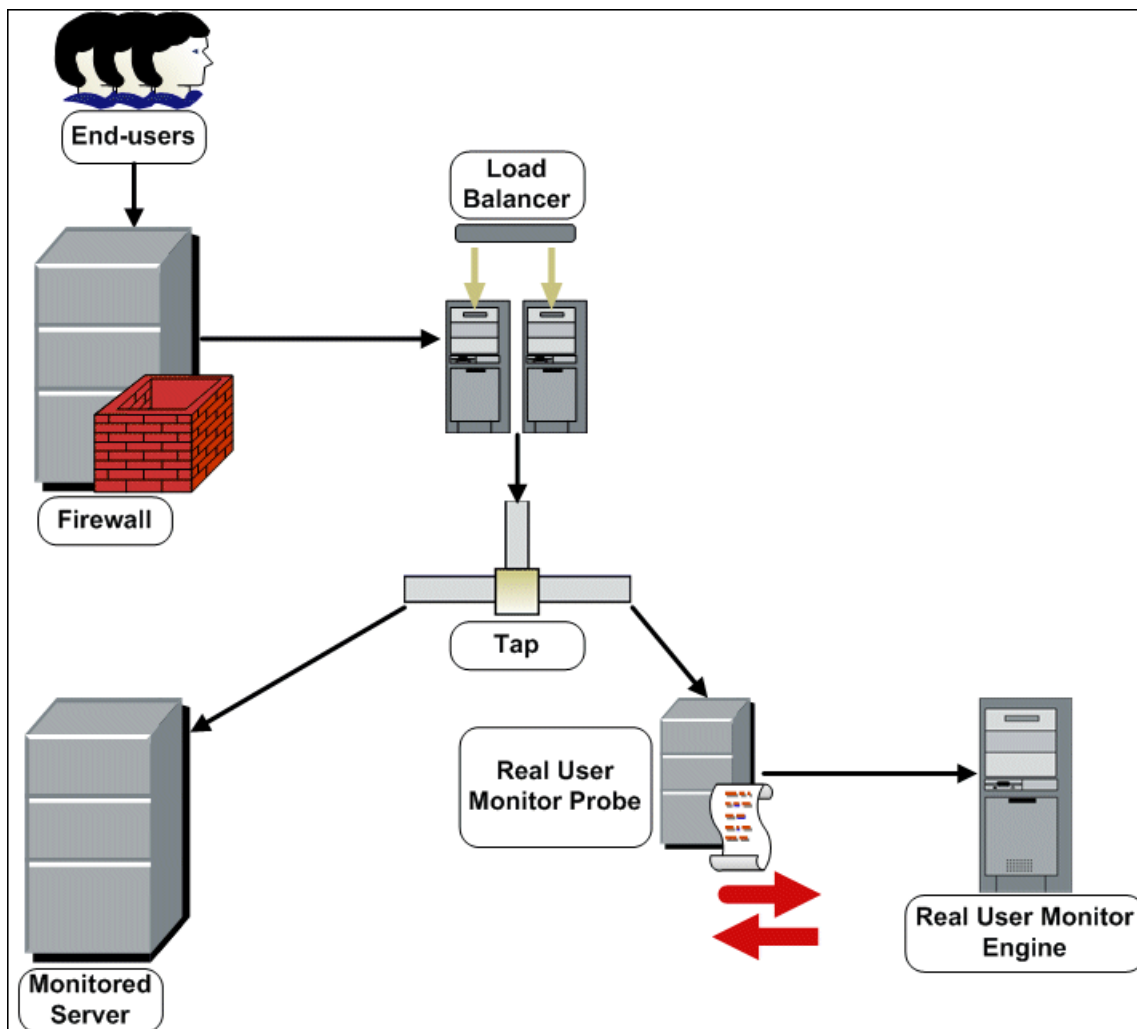 End-users
Load
Balancer
Firewall
Tap
Real User
Monitor Probe
Real User Monitor
Engine
Monitored
Server